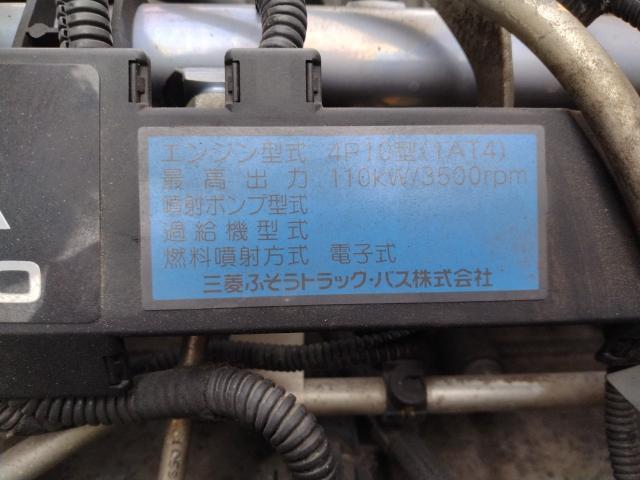 エンジン型式 4P10型(1AT4)
最高出力 110kW/3500rpm
噴射ポンプ型式
過給機型式
燃料噴射方式 電子式
三菱ふそうトラック・バス株式会社